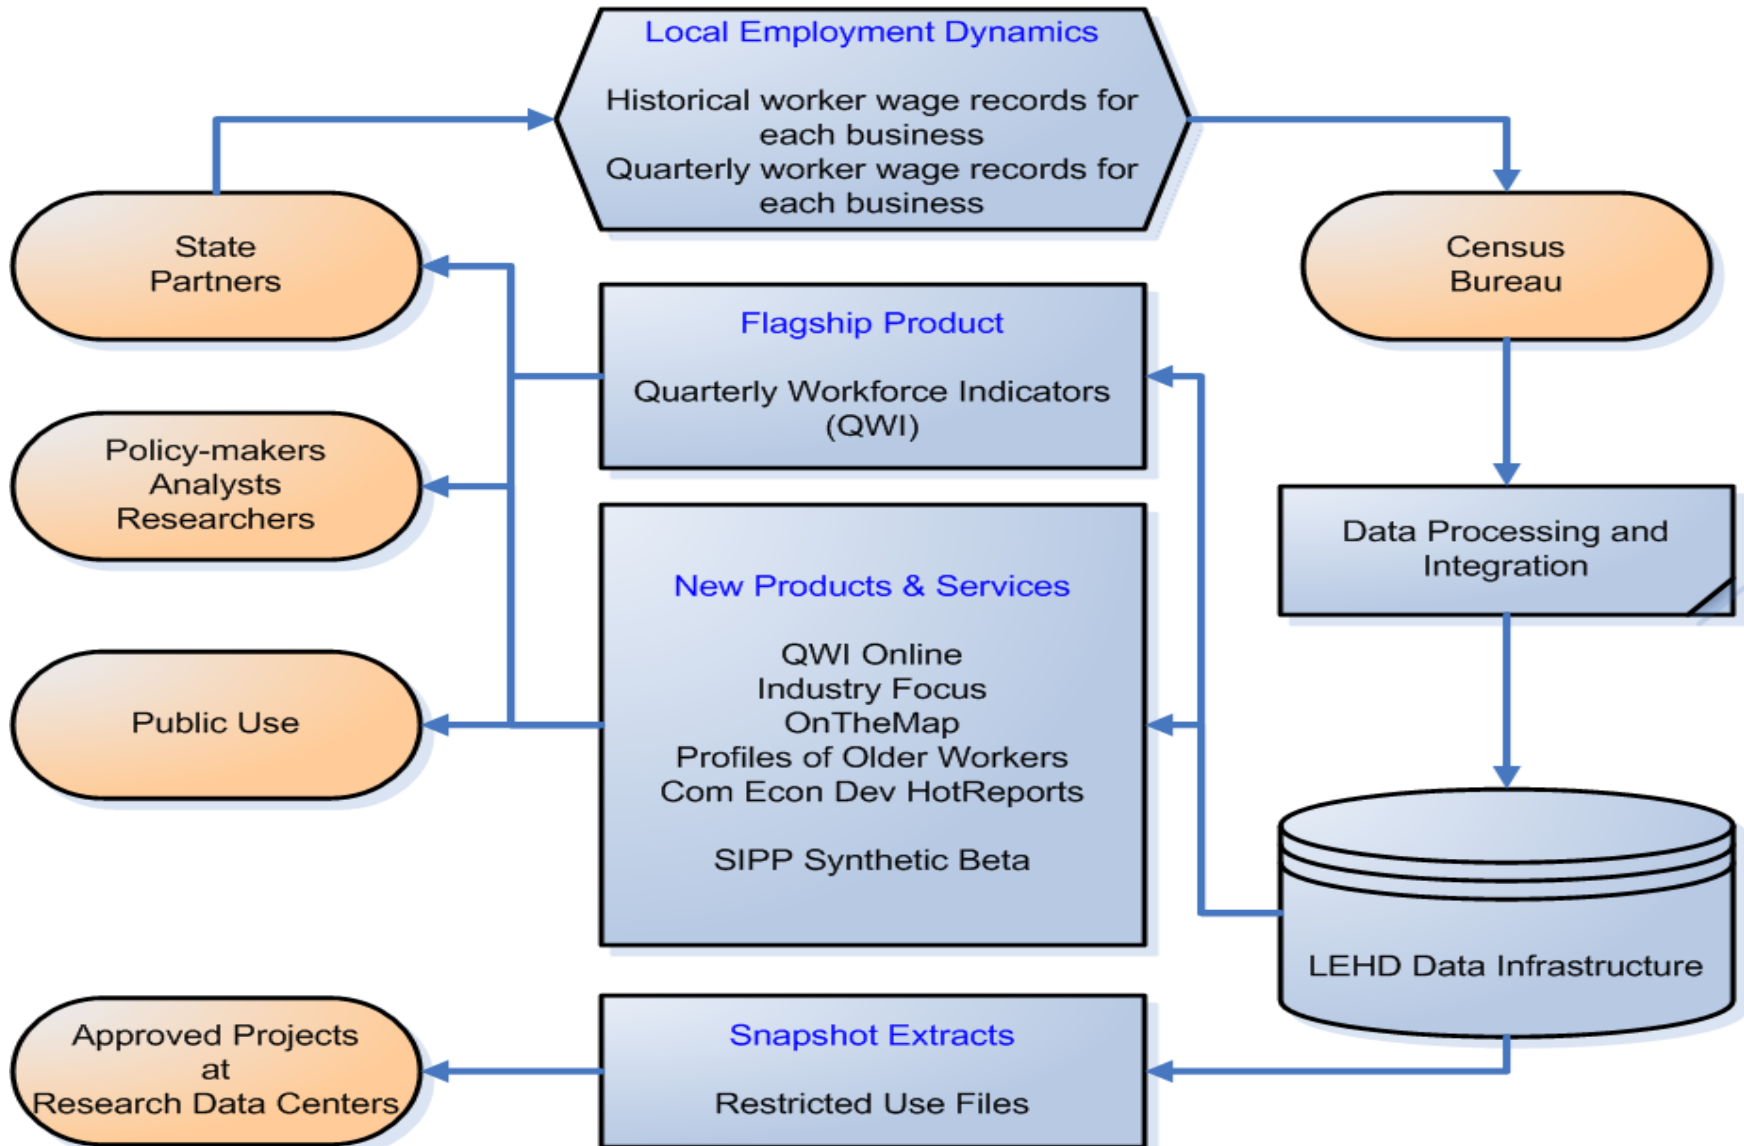 Local Employment Dynamics
Historical worker wage records for
each business
Quarterly worker wage records for
each business
State
Partners
Census
Bureau
Flagship Product
Quarterly Workforce Indicators
(QWI)
Policy-makers
Analysts
Researchers
Data Processing and
Integration
New Products & Services
QWI Online
Industry Focus
OnTheMap
Profiles of Older Workers
Com Econ Dev HotReports
SIPP Synthetic Beta
Public Use
LEHD Data Infrastructure
Approved Projects
at
Research Data Centers
Snapshot Extracts
Restricted Use Files